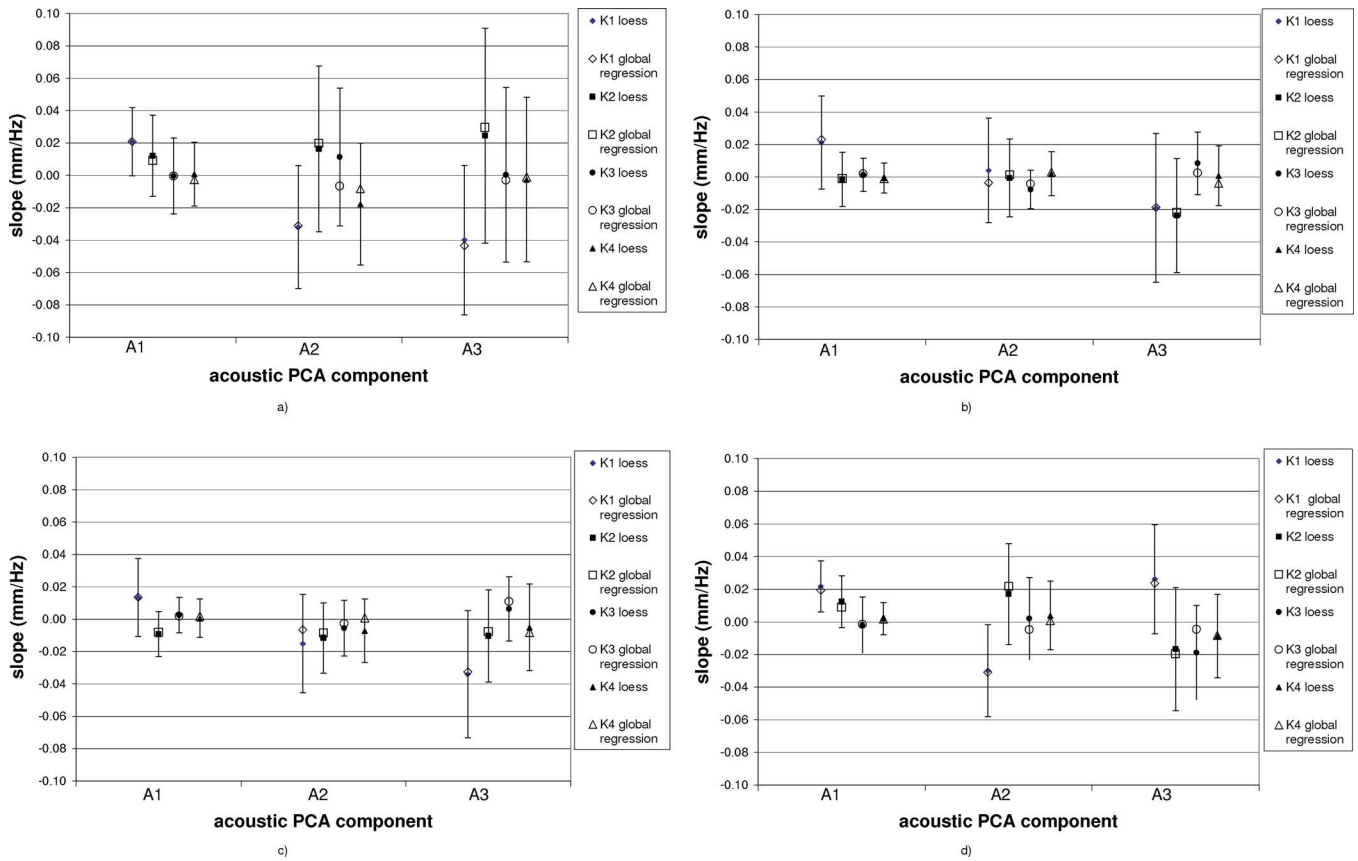 0.10
0.08
0.06
0.04
0.02
0.00
-0.02
-0.04
-0.06
-0.08
-0.10
slope (mm/Hz)
A1 A2 A3
acoustic PCA component
K1 loess
K1 global
regression
K2 loess
K2 global
regression
K3 loess
K3 global
regression
K4 loess
K4 global
regression
a)
0.10
0.08
0.06
0.04
0.02
0.00
-0.02
-0.04
-0.06
-0.08
-0.10
slope (mm/Hz)
A1 A2 A3
acoustic PCA component
K1 loess
K1 global
regression
K2 loess
K2 global
regression
K3 loess
K3 global
regression
K4 loess
K4 global
regression
b)
0.10
0.08
0.06
0.04
0.02
0.00
-0.02
-0.04
-0.06
-0.08
-0.10
slope (mm/Hz)
A1 A2 A3
acoustic PCA component
K1 loess
K1 global
regression
K2 loess
K2 global
regression
K3 loess
K3 global
regression
K4 loess
K4 global
regression
c)
0.10
0.08
0.06
0.04
0.02
0.00
-0.02
-0.04
-0.06
-0.08
-0.10
slope (mm/Hz)
A1 A2 A3
acoustic PCA component
K1 loess
K1 global
regression
K2 loess
K2 global
regression
K3 loess
K3 global
regression
K4 loess
K4 global
regression
d)